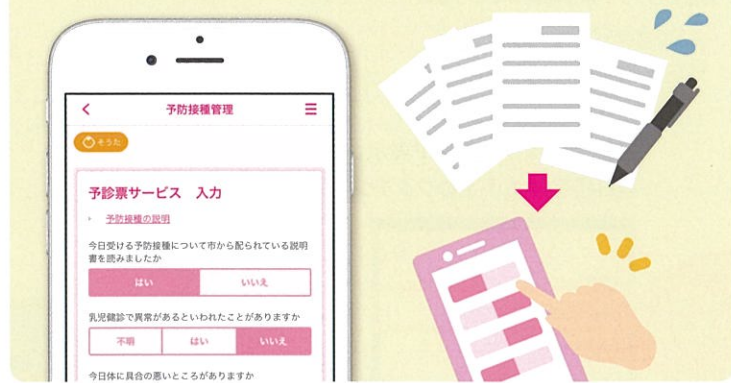 予防接種管理
そうた
予診票サービス 入力
予防接種の説明
今日受ける予防接種について市から配られている説明
書を読みましたか
はい いいえ
乳児健診で異常があるといわれたことがありますか
不明 はい いいえ
今日体に具合の悪いところがありますか